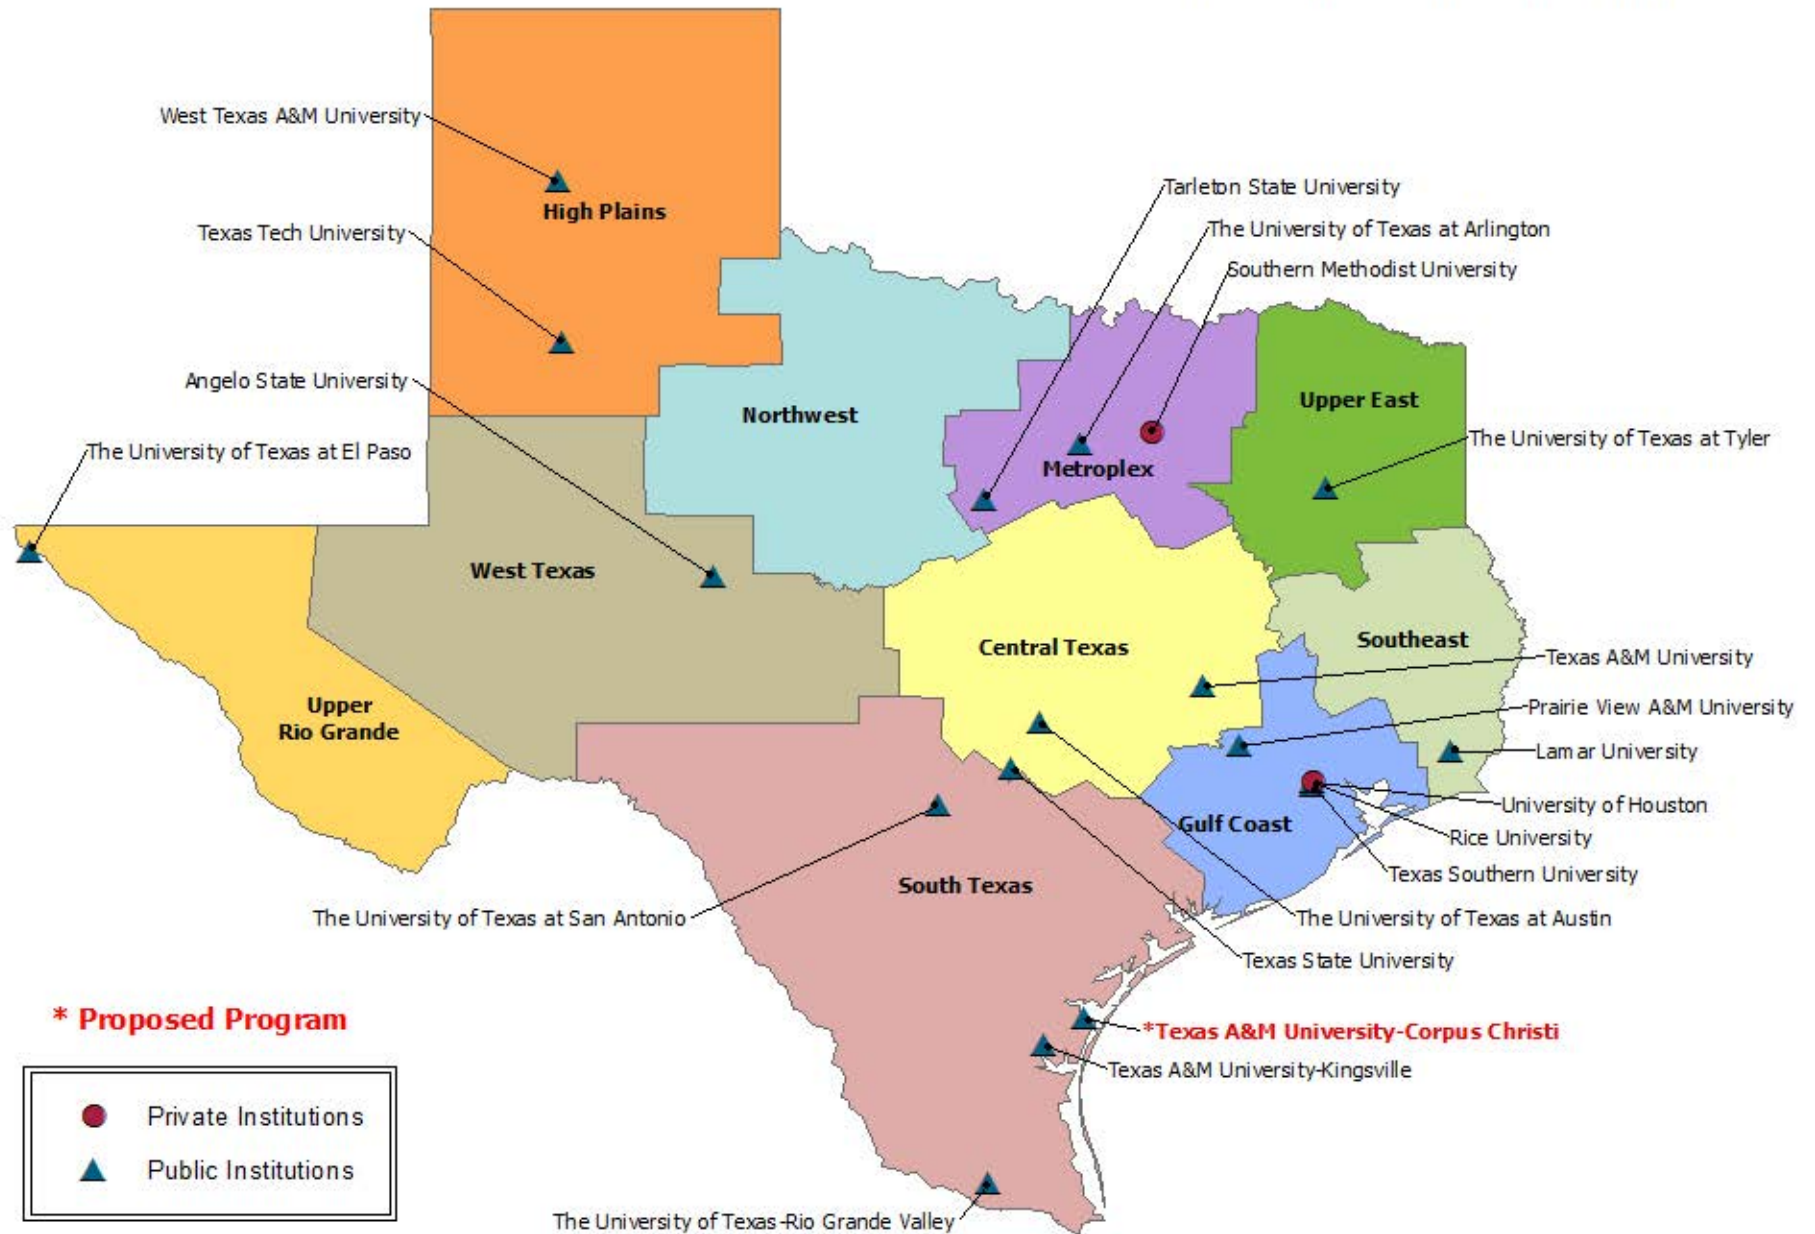 West Texas A&M University
High Plains
Tarleton State University
Texas Tech University
The University of Texas at Arlington
Southern Methodist University
Angelo State University
Northwest
Upper East
The University of Texas at El Paso
Metroplex
The University of Texas at Tyler
West Texas
Central Texas
Southeast
Texas A&M University
Upper
Rio Grande
Prairie View A&M University
Lamar University
University of Houston
Gulf Coast
Rice University
Texas Southern University
South Texas
The University of Texas at San Antonio
The University of Texas at Austin
Texas State University
* Proposed Program
*Texas A&M University-Corpus Christi
Texas A&M University-Kingsville
Private Institutions
Public Institutions
The University of Texas-Rio Grande Valley